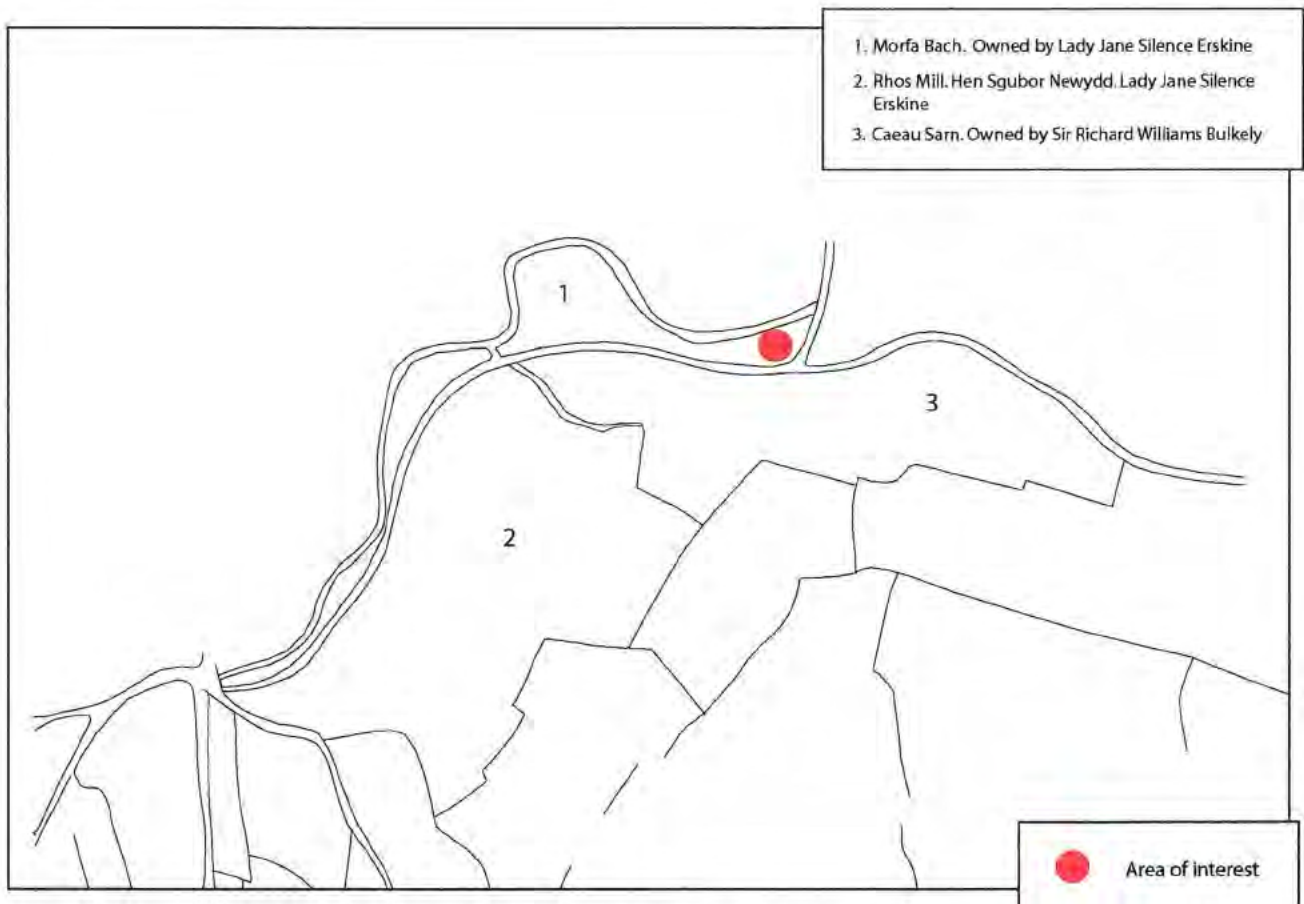 1. Morfa Bach. Owned by Lady Jane Silence Erskine
2. Rhos Mill. Hen Sgubor Newydd. Lady Jane Silence
Erskine
3. Caeau Sarn. Owned by Sir Richard Williams Bulkely
1
3
2
Area of interest